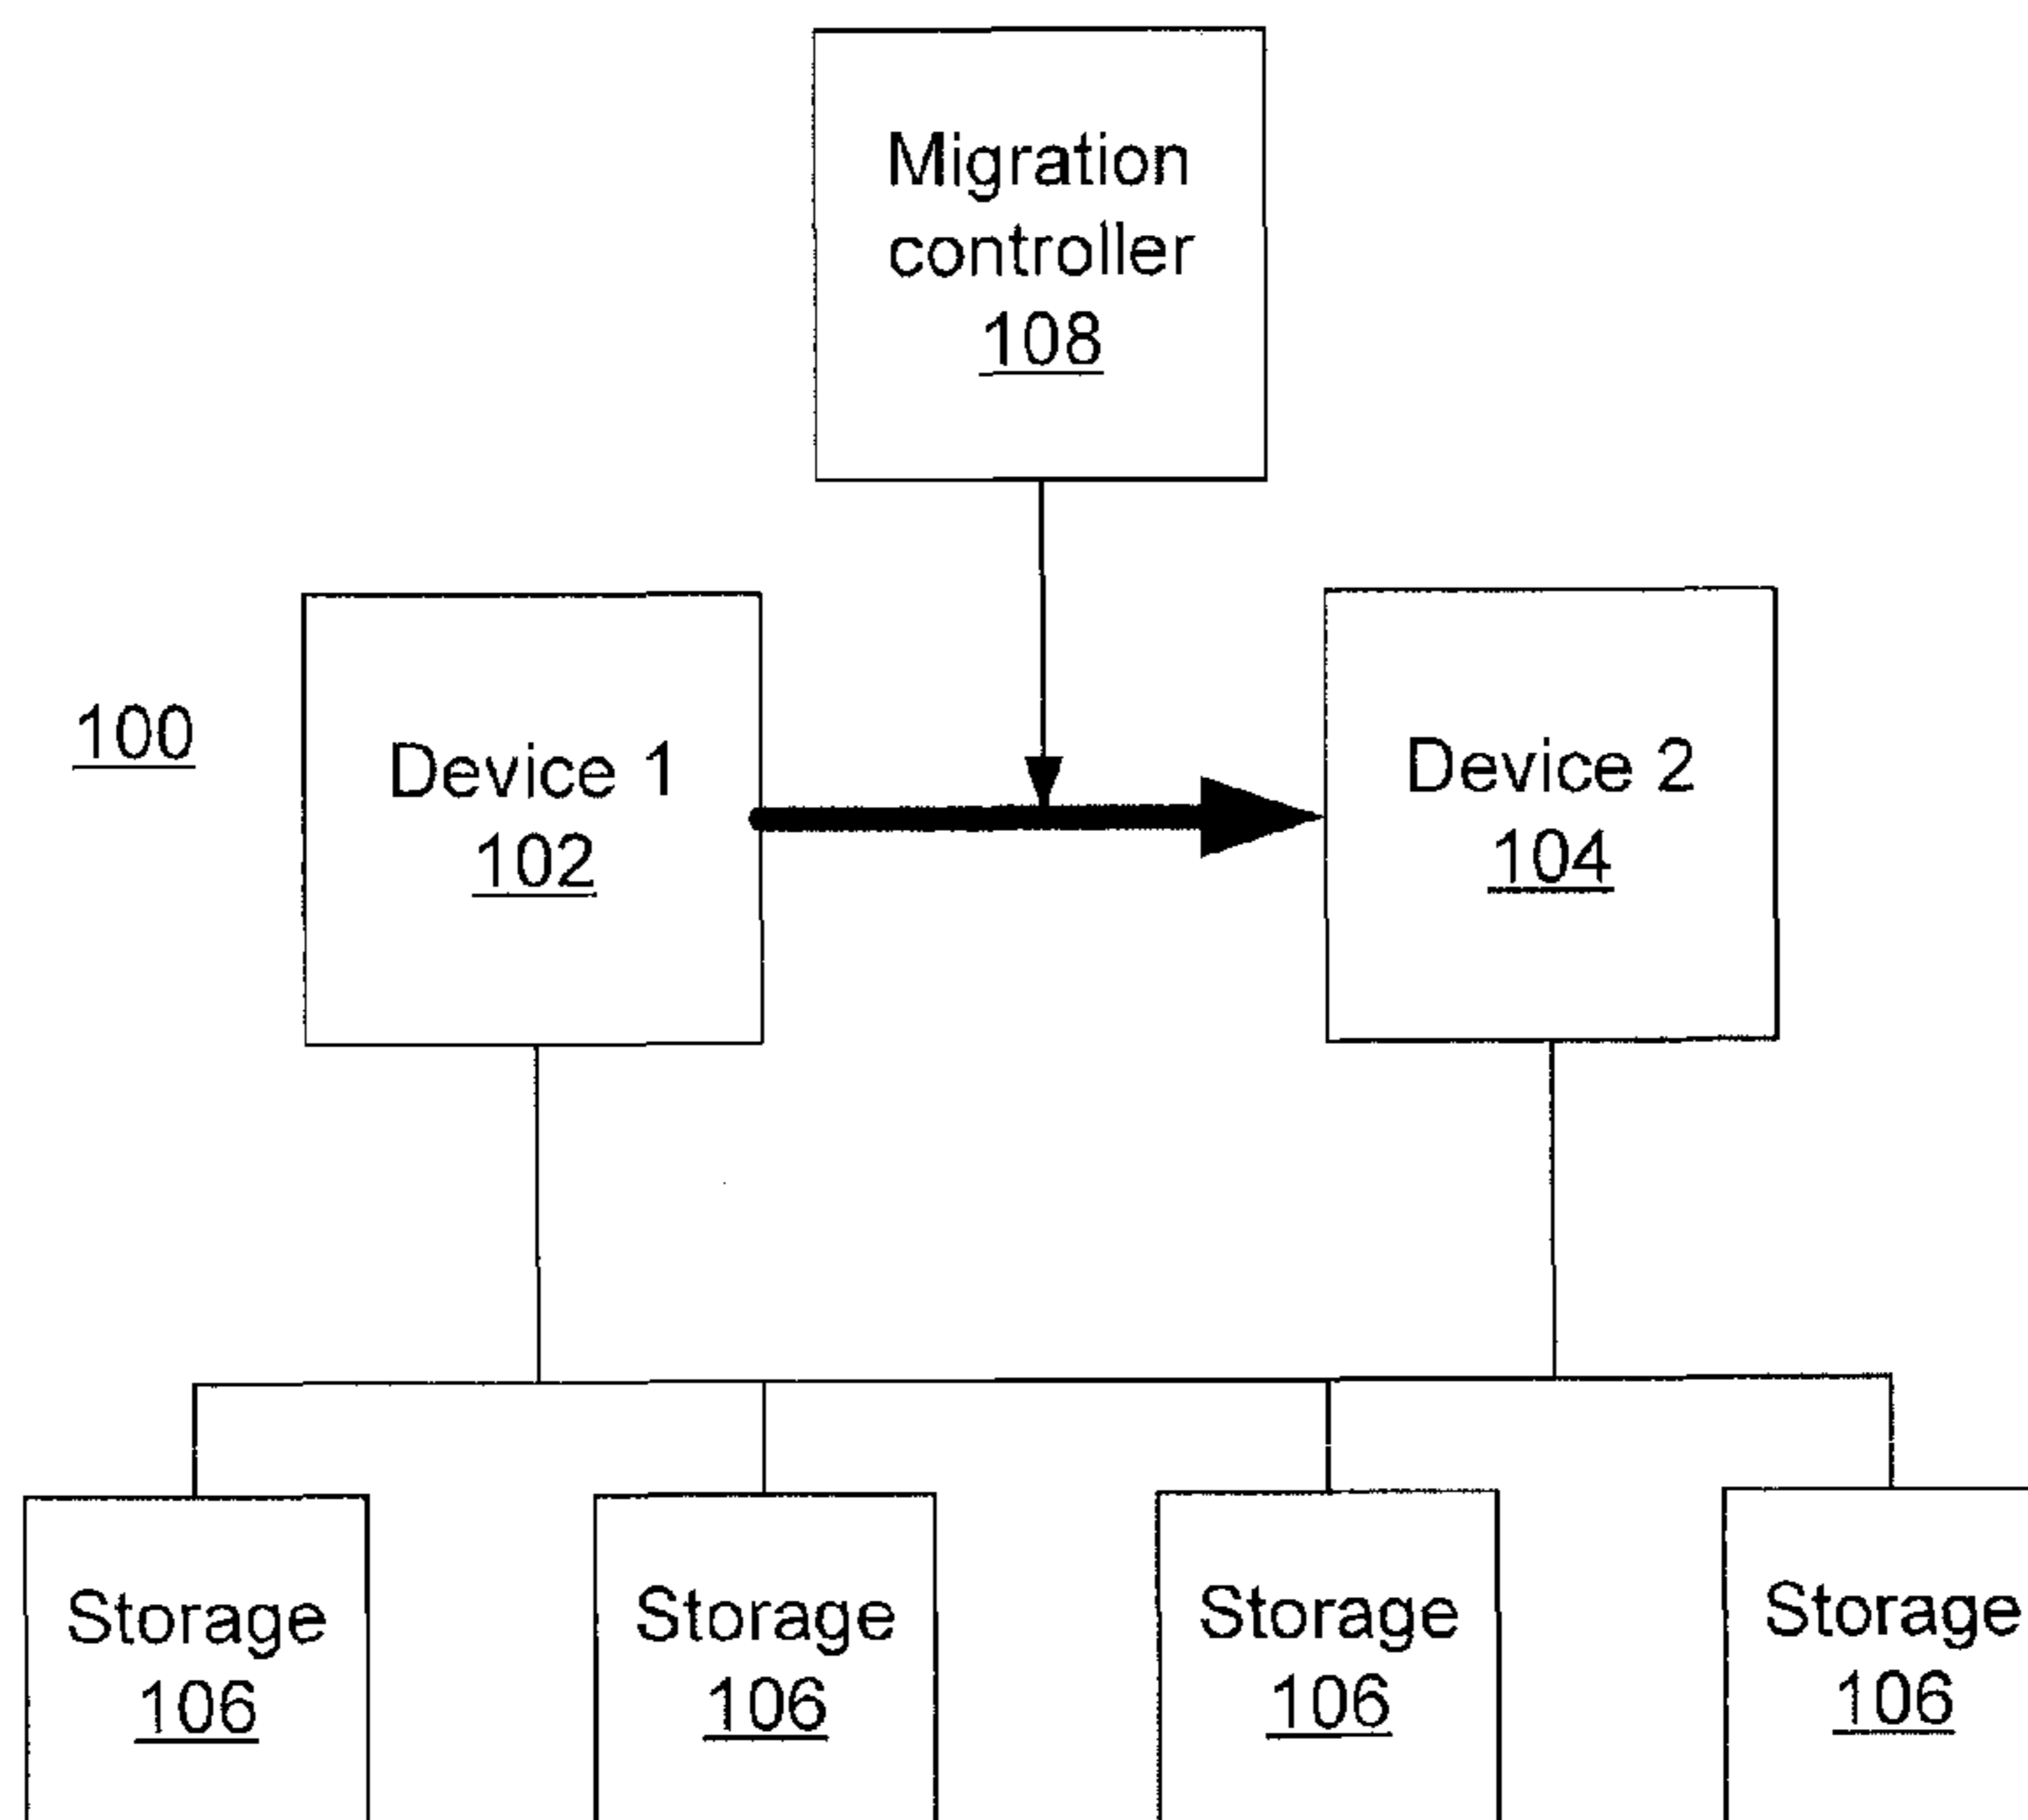 Migration
controller
108
100
Device 1
102
Device 2
104
Storage
106
Storage
106
Storage
106
Storage
106